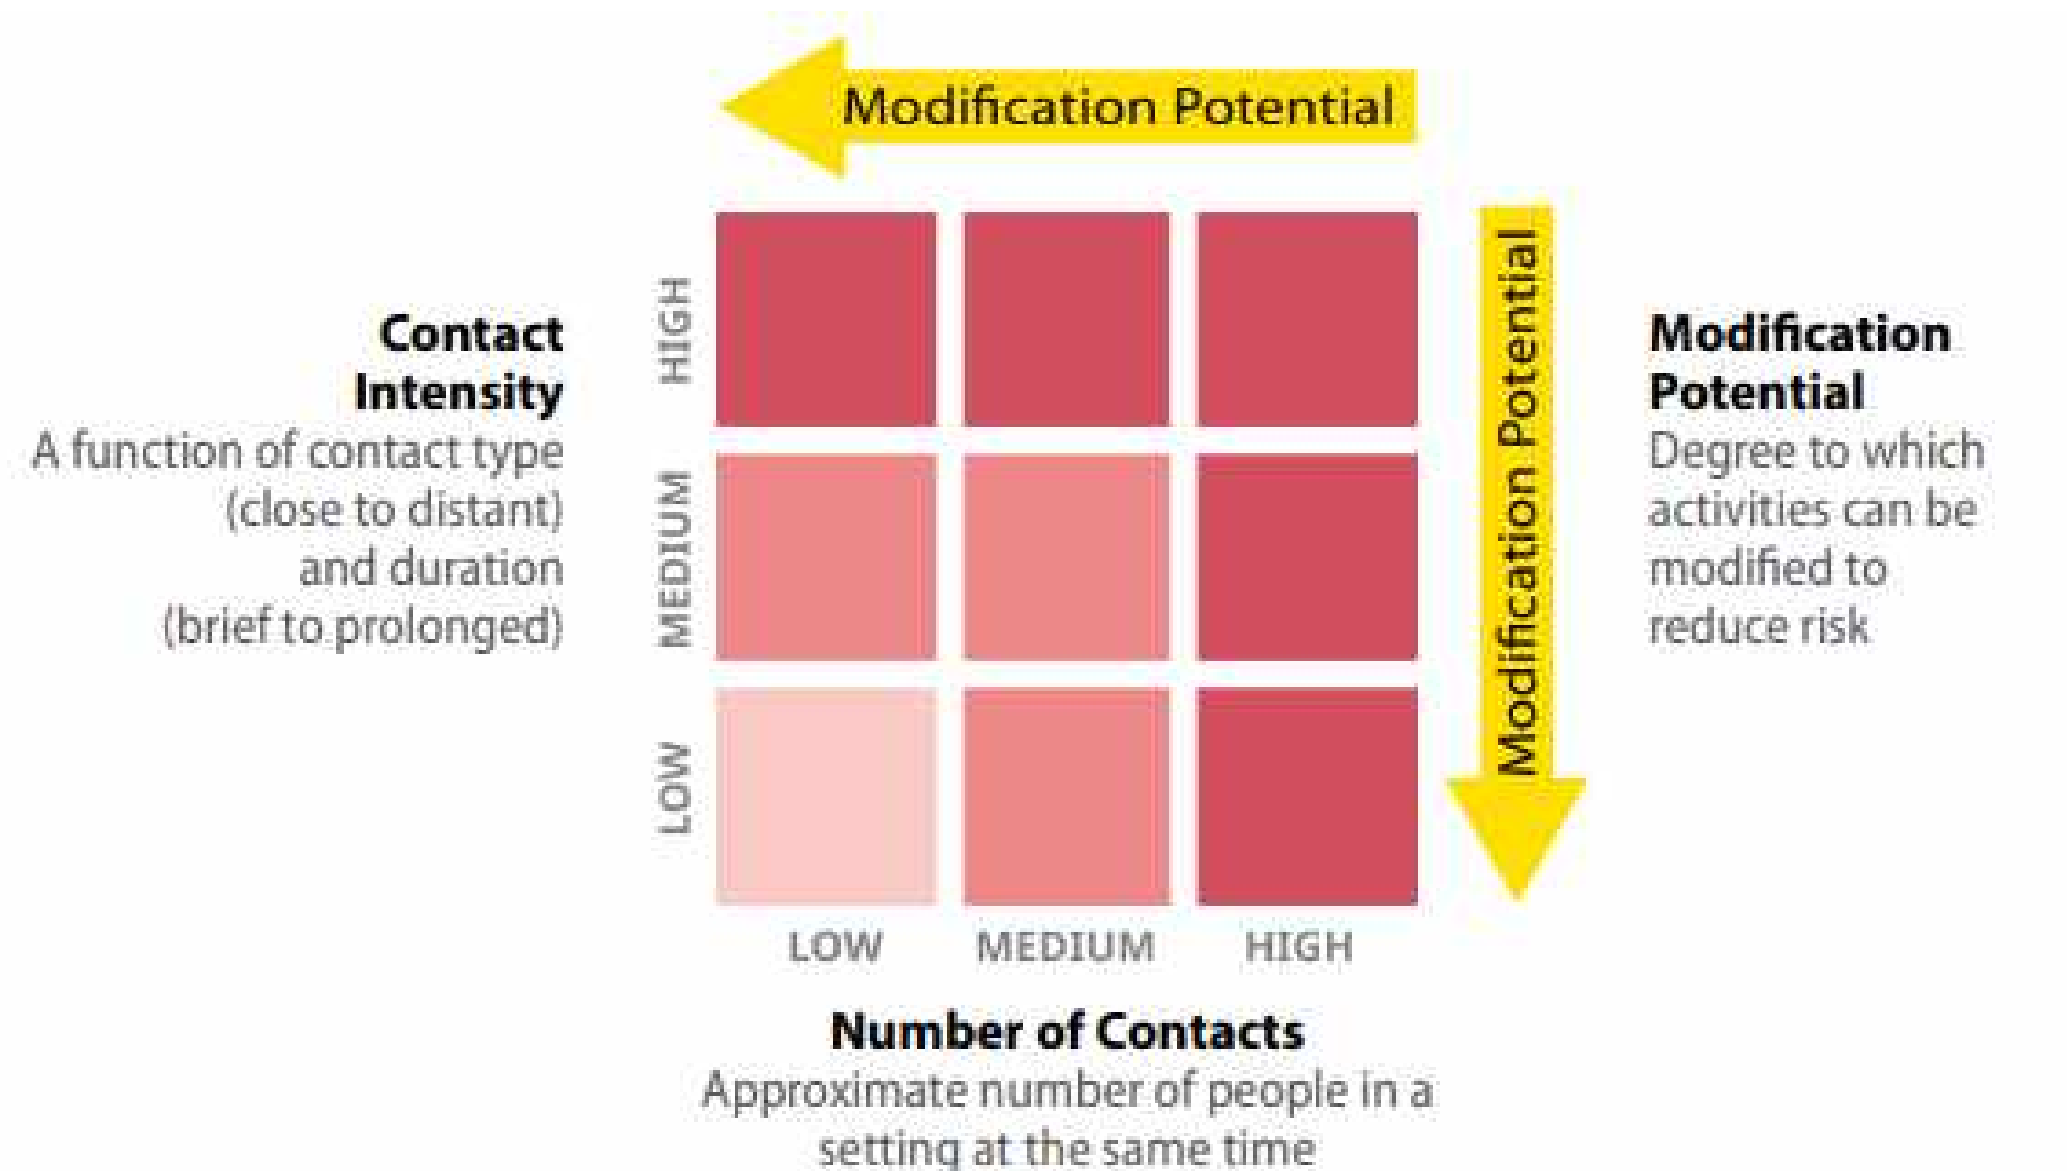 Modification Potential
Contact
Intensity
A function of contact type
(close to distant)
and duration
(brief to prolonged)
HIGH
MEDIUM
LOW
Modification Potential
Modification
Potential
Degree to which
activities can be
modified to
reduce risk
LOW MEDIUM HIGH
Number of Contacts
Approximate number of people in a
setting at the same time